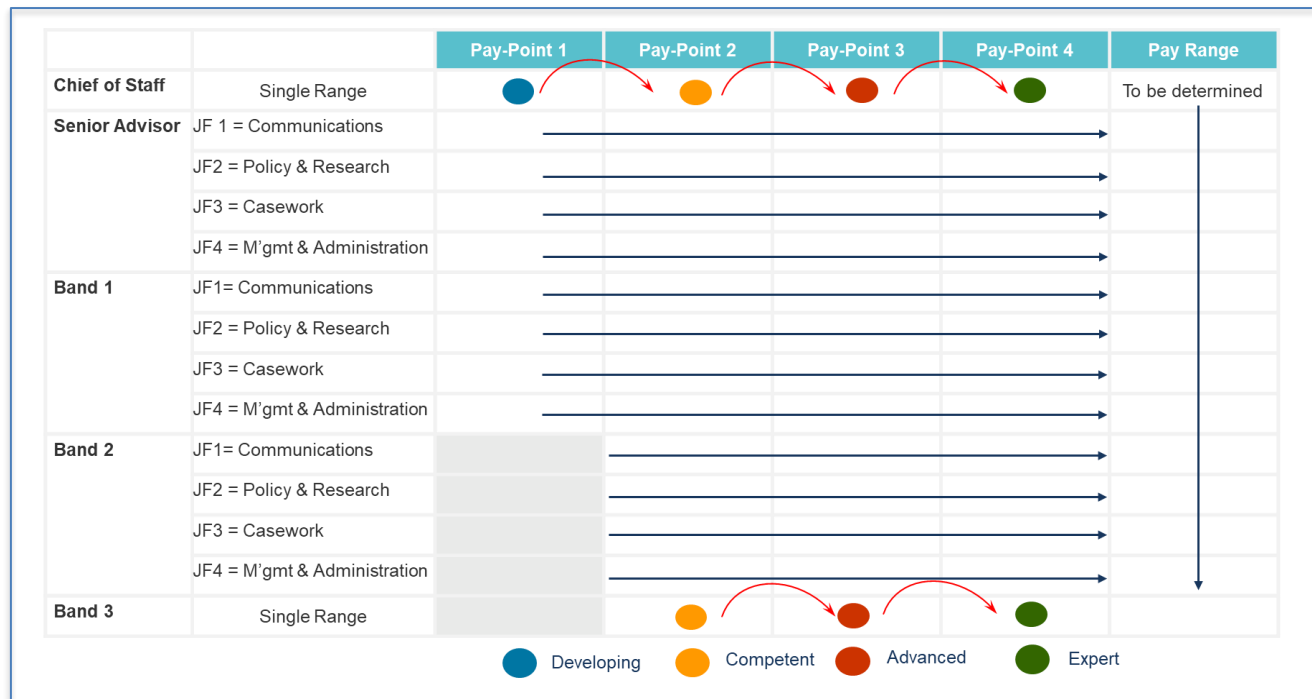 Pay-Point 1 Pay-Point 2 Pay-Point 3 Pay-Point 4 Pay Range
Chief of Staff Single Range To be determined
Senior Advisor JF 1 = Communications
JF2 = Policy & Research
JF3 = Casework
JF4 = M’gmt & Administration
Band 1 JF1= Communications
JF2 = Policy & Research
JF3 = Casework
JF4 = M’gmt & Administration
Band 2 JF1= Communications
JF2 = Policy & Research
JF3 = Casework
JF4 = M’gmt & Administration
Band 3 Single Range
Developing Competent Advanced Expert